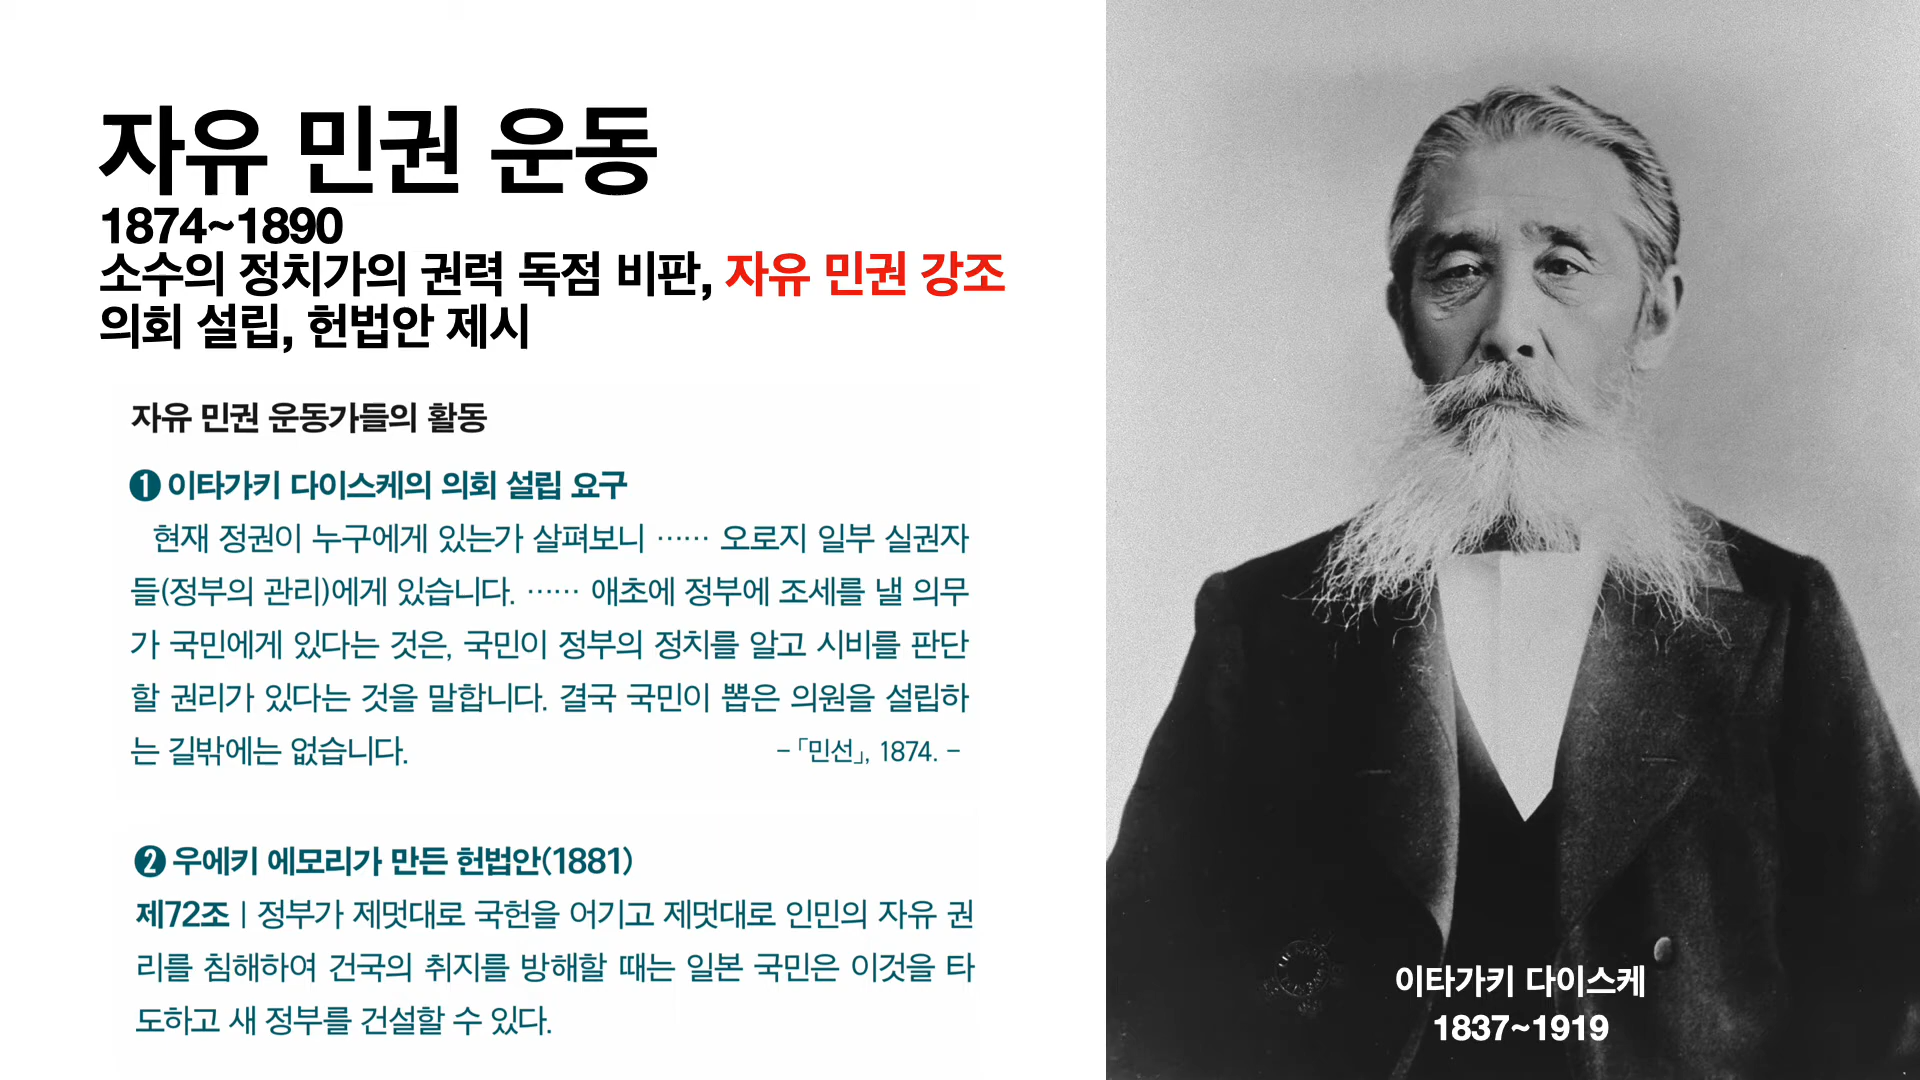 자유 민권 운동
1874~1890
소수의 정치가의 권력 독점 비판, 자유 민권 강조
의회 설립, 헌법안 제시
자유 민권 운동가들의 활동
❶ 이타가키 다이스케의 의회 설립 요구
현재 정권이 누구에게 있는가 살펴보니 …… 오로지 일부 실권자
들(정부의 관리)에게 있습니다. …… 애초에 정부에 조세를 낼 의무
가 국민에게 있다는 것은, 국민이 정부의 정치를 알고 시비를 판단
할 권리가 있다는 것을 말합니다. 결국 국민이 뽑은 의원을 설립하
는 길밖에는 없습니다. – 「민선」, 1874. –
❷ 우에키 에모리가 만든 헌법안(1881)
제72조 | 정부가 제멋대로 국헌을 어기고 제멋대로 인민의 자유 권
리를 침해하여 건국의 취지를 방해할 때는 일본 국민은 이것을 타
도하고 새 정부를 건설할 수 있다.
이타가키 다이스케
1837~1919